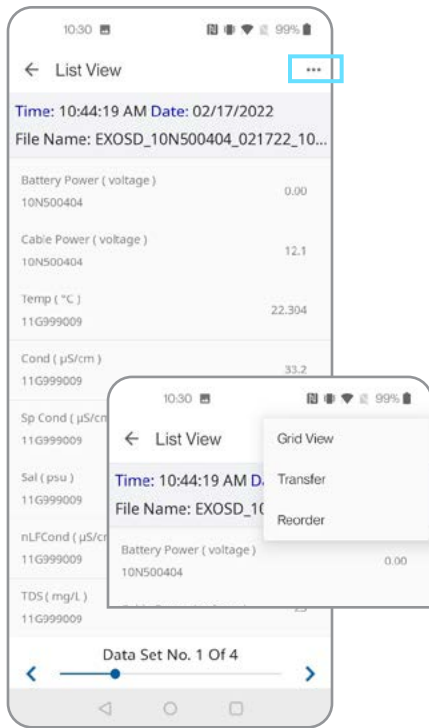 10:30 99%
← List View •••
Time: 10:44:19 AM Date: 02/17/2022
File Name: EXOSD_10N500404_021722_10...
Battery Power ( voltage )
10N500404
0.00
Cable Power ( voltage )
10N500404
12.1
Temp ( °C )
11G999009
22.304
Cond ( µS/cm )
11G999009
33.2
Sp Cond ( µS/cm
11G999009
Sal ( psu )
11G999009
nLFCond ( µS/c
11G999009
TDS ( mg/L )
11G999009
Data Set No. 1 Of 4
10:30 99%
← List View
Grid View
Transfer
Reorder
Time: 10:44:19 AM D
File Name: EXOSD_10
Battery Power ( voltage )
10N500404
0.00